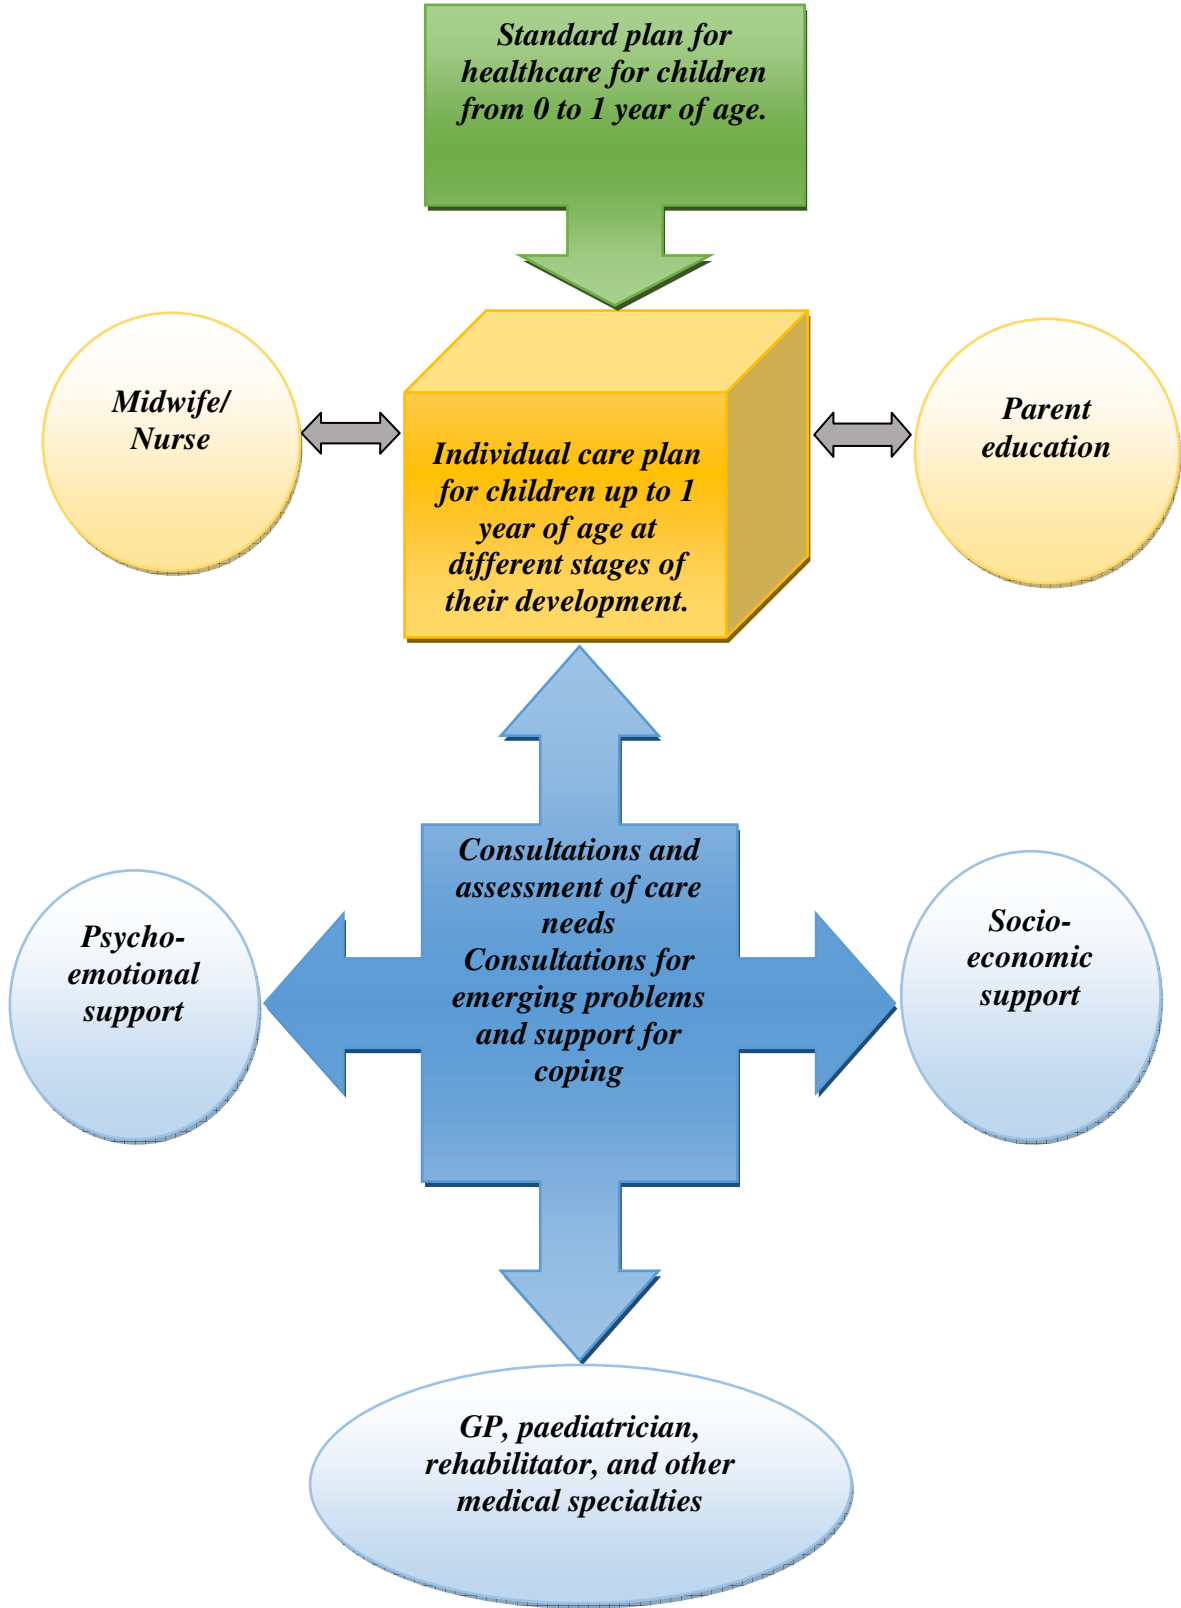 Standard plan for
healthcare for children
from 0 to 1 year of age.
Midwife/
Nurse
Individual care plan
for children up to 1
year of age at
different stages of
their development.
Parent
education
Consultations and
assessment of care
needs
Consultations for
emerging problems
and support for
coping
Psycho-
emotional
support
Socio-
economic
support
GP, paediatrician,
rehabilitator, and other
medical specialties